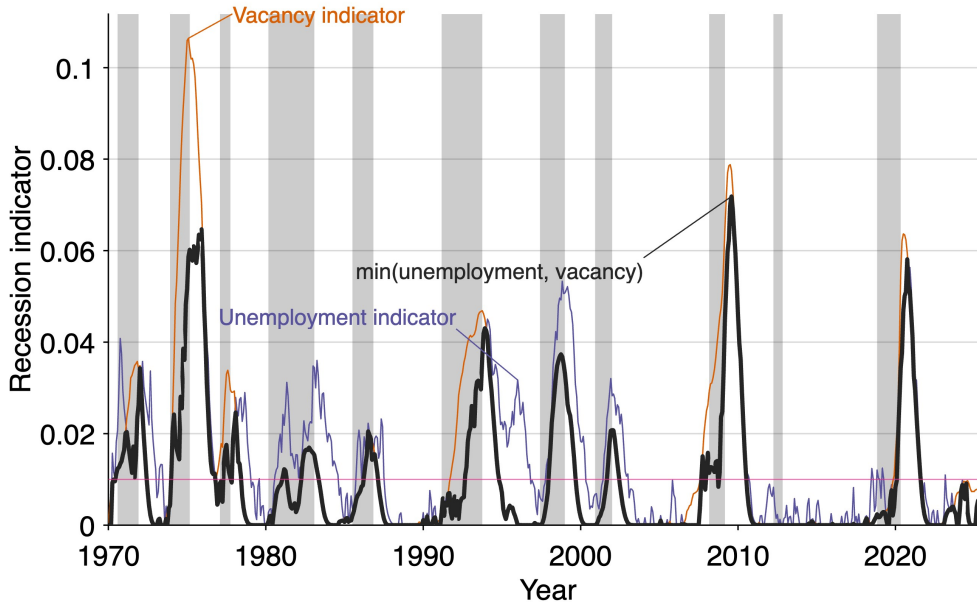 Vacancy indicator
0.1
0.08
min(unemployment, vacancy)
0.06
Unemployment indicator
0.04
0.02
0
Recession indicator
1970 1980 1990 2000 2010 2020
Year